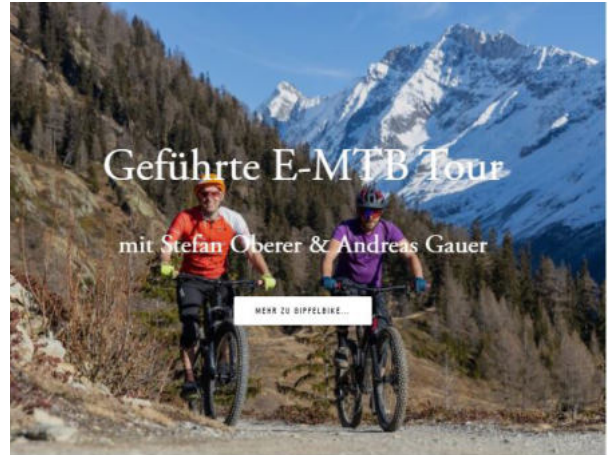 Geführte E-MTB Tour
mit Stefan Oberer & Andreas Gauer
MEHR ZU GIPFELBIKE...